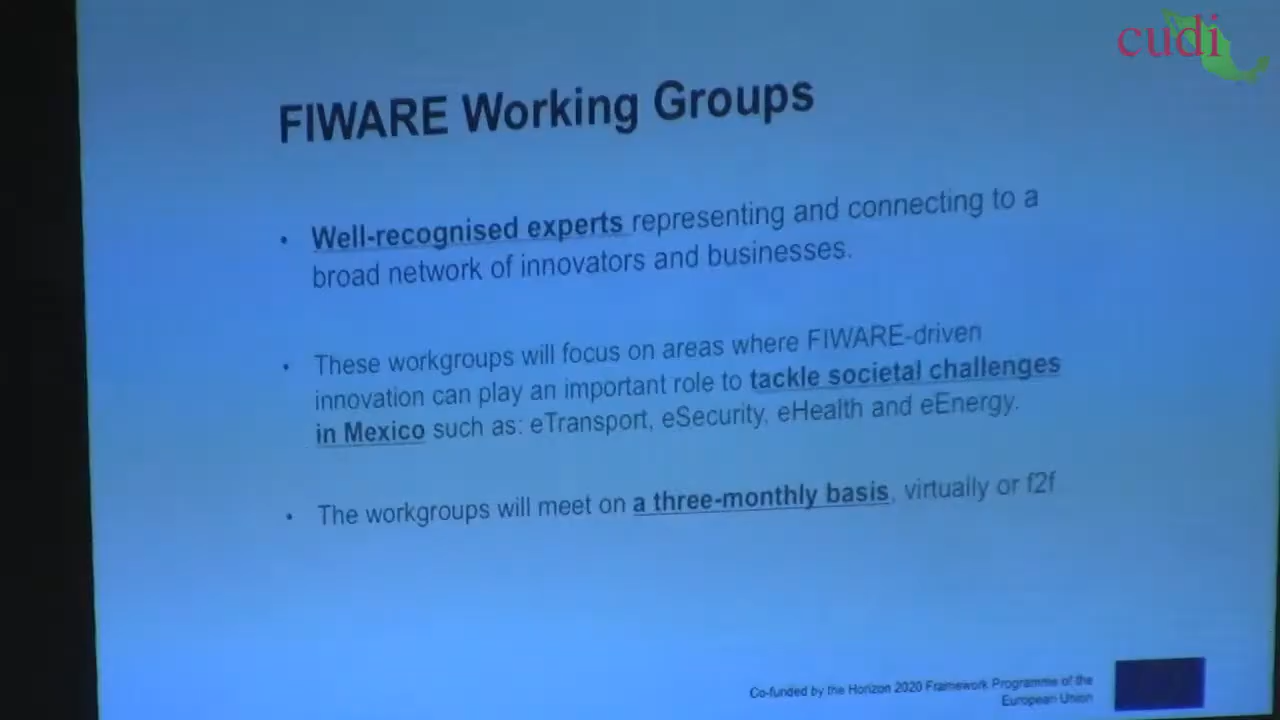 cudi
FIWARE Working Groups
• Well-recognised experts representing and connecting to a
broad network of innovators and businesses.
• These workgroups will focus on areas where FIWARE-driven
innovation can play an important role to tackle societal challenges
in Mexico such as: eTransport, eSecurity, eHealth and eEnergy.
• The workgroups will meet on a three-monthly basis, virtually or f2f
Co-funded by the Horizon 2020 Framework Programme of the
European Union